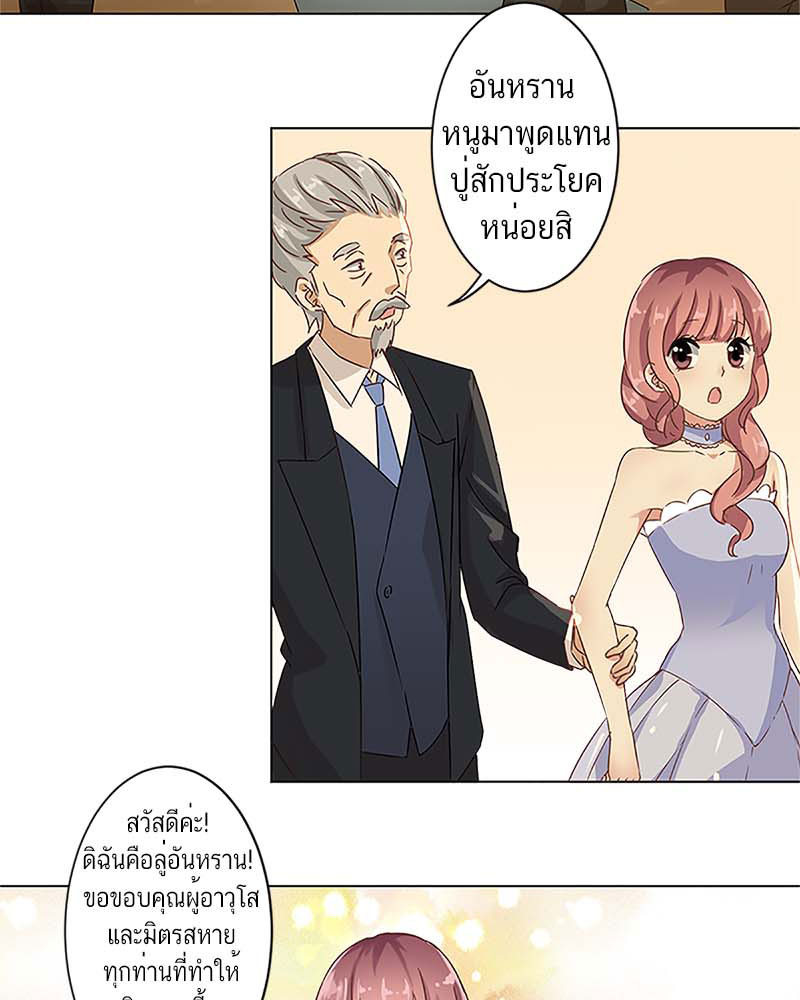 อันหราน
หนูมาพูดแทน
ปู่สักประโยค
หน่อยสิ
สวัสดีค่ะ!
ดิฉันคือลู่อันหราน!
ขอขอบคุณผู้อาวุโส
และมิตรสหาย
ทุกท่านที่ทำให้